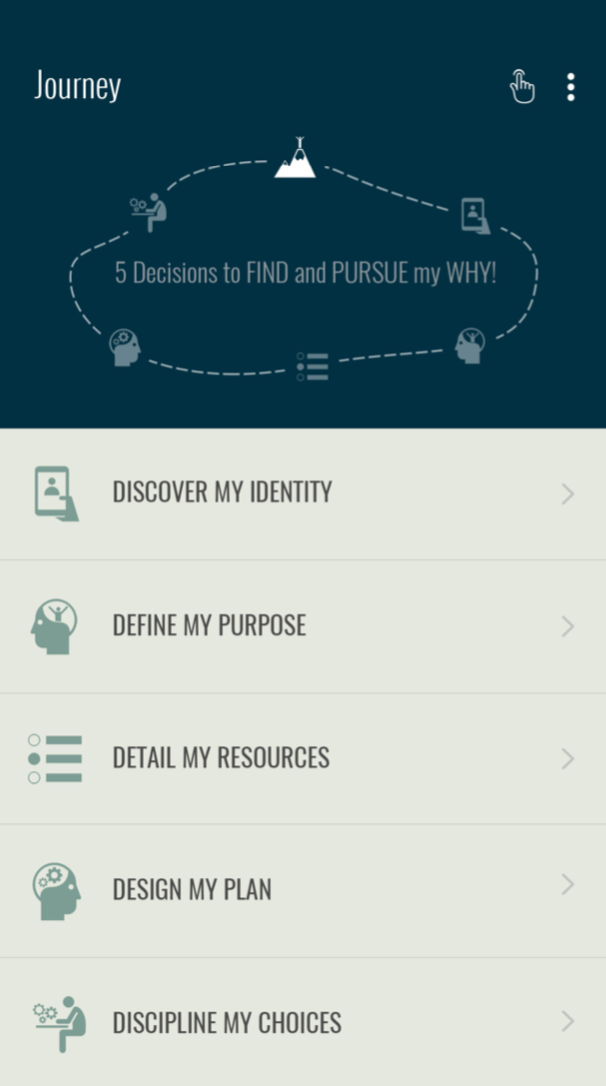 Journey
5 Decisions to FIND and PURSUE my WHY!
DISCOVER MY IDENTITY
DEFINE MY PURPOSE
DETAIL MY RESOURCES
DESIGN MY PLAN
DISCIPLINE MY CHOICES